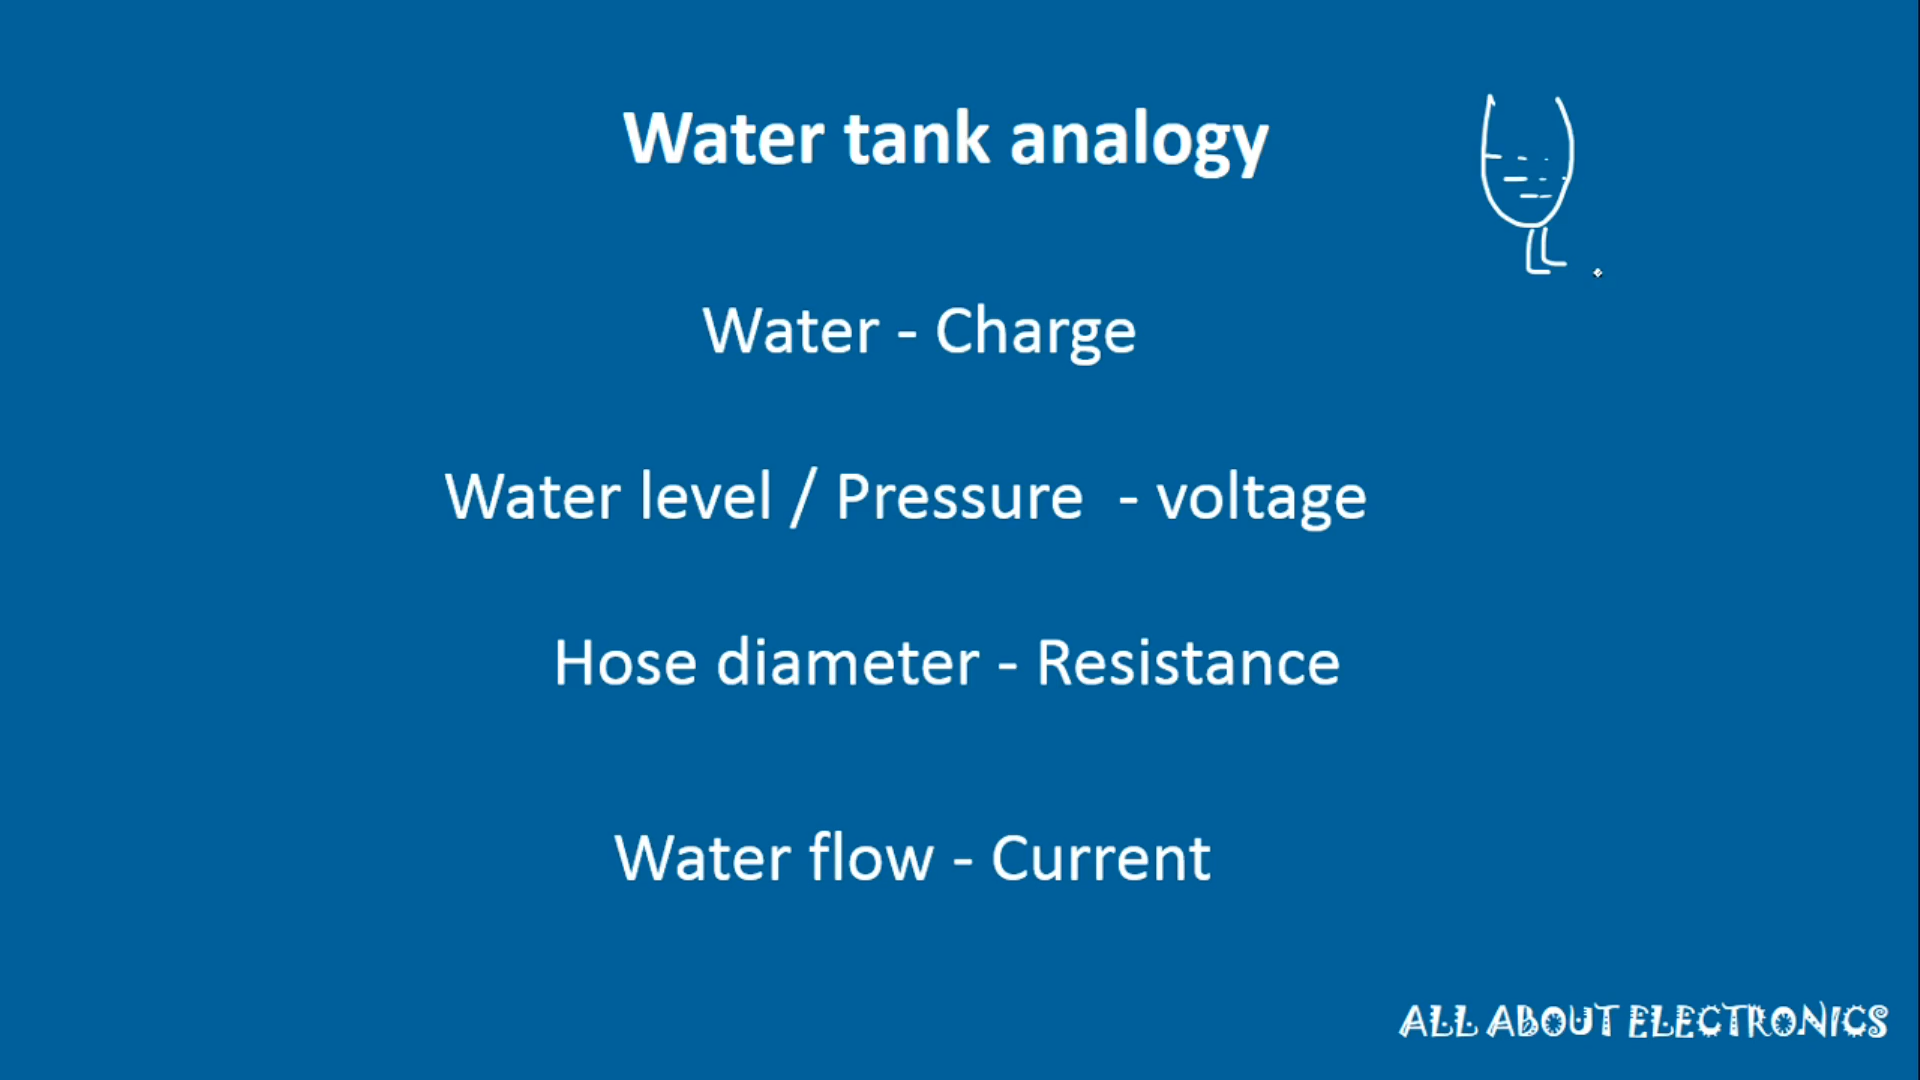 Water tank analogy
Water - Charge
Water level / Pressure - voltage
Hose diameter - Resistance
Water flow - Current
ALL ABOUT ELECTRONICS